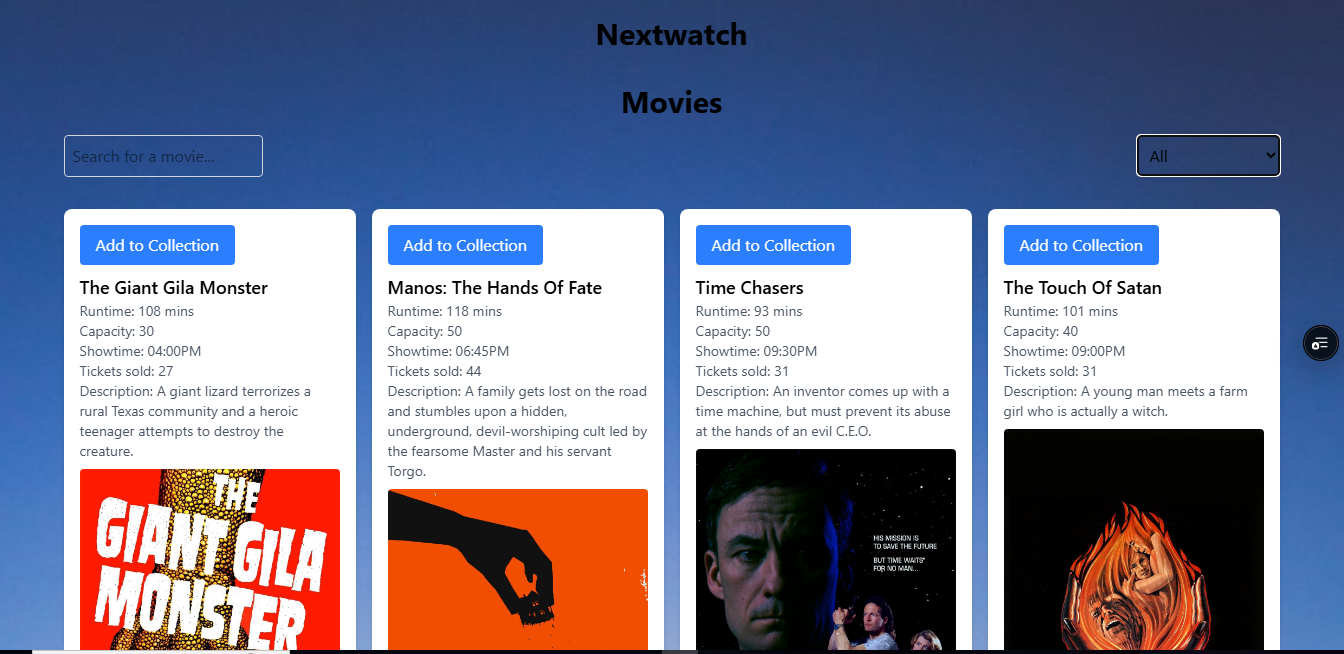 Nextwatch
Movies
Search for a movie...
All
Add to Collection
The Giant Gila Monster
Runtime: 108 mins
Capacity: 30
Showtime: 04:00PM
Tickets sold: 27
Description: A giant lizard terrorizes a
rural Texas community and a heroic
teenager attempts to destroy the
creature.
THE
GIANT GILA
MONSTER
Add to Collection
Manos: The Hands Of Fate
Runtime: 118 mins
Capacity: 50
Showtime: 06:45PM
Tickets sold: 44
Description: A family gets lost on the road
and stumbles upon a hidden,
underground, devil-worshiping cult led by
the fearsome Master and his servant
Torgo.
Add to Collection
Time Chasers
Runtime: 93 mins
Capacity: 50
Showtime: 09:30PM
Tickets sold: 31
Description: An inventor comes up with a
time machine, but must prevent its abuse
at the hands of an evil C.E.O.
HIS MISSION IS
TO SAVE THE FUTURE
BUT TIME WAITS
FOR NO MAN...
Add to Collection
The Touch Of Satan
Runtime: 101 mins
Capacity: 40
Showtime: 09:00PM
Tickets sold: 31
Description: A young man meets a farm
girl who is actually a witch.